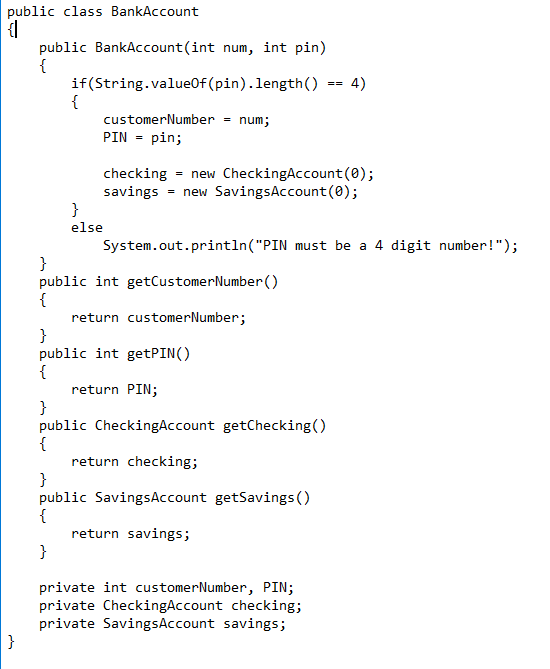 public class BankAccount
{
    public BankAccount(int num, int pin)
    {
        if(String.valueOf(pin).length() == 4)
        {
            customerNumber = num;
            PIN = pin;

            checking = new CheckingAccount(0);
            savings = new SavingsAccount(0);
        }
        else
            System.out.println("PIN must be a 4 digit number!");
    }
    public int getCustomerNumber()
    {
        return customerNumber;
    }
    public int getPIN()
    {
        return PIN;
    }
    public CheckingAccount getChecking()
    {
        return checking;
    }
    public SavingsAccount getSavings()
    {
        return savings;
    }

    private int customerNumber, PIN;
    private CheckingAccount checking;
    private SavingsAccount savings;
}